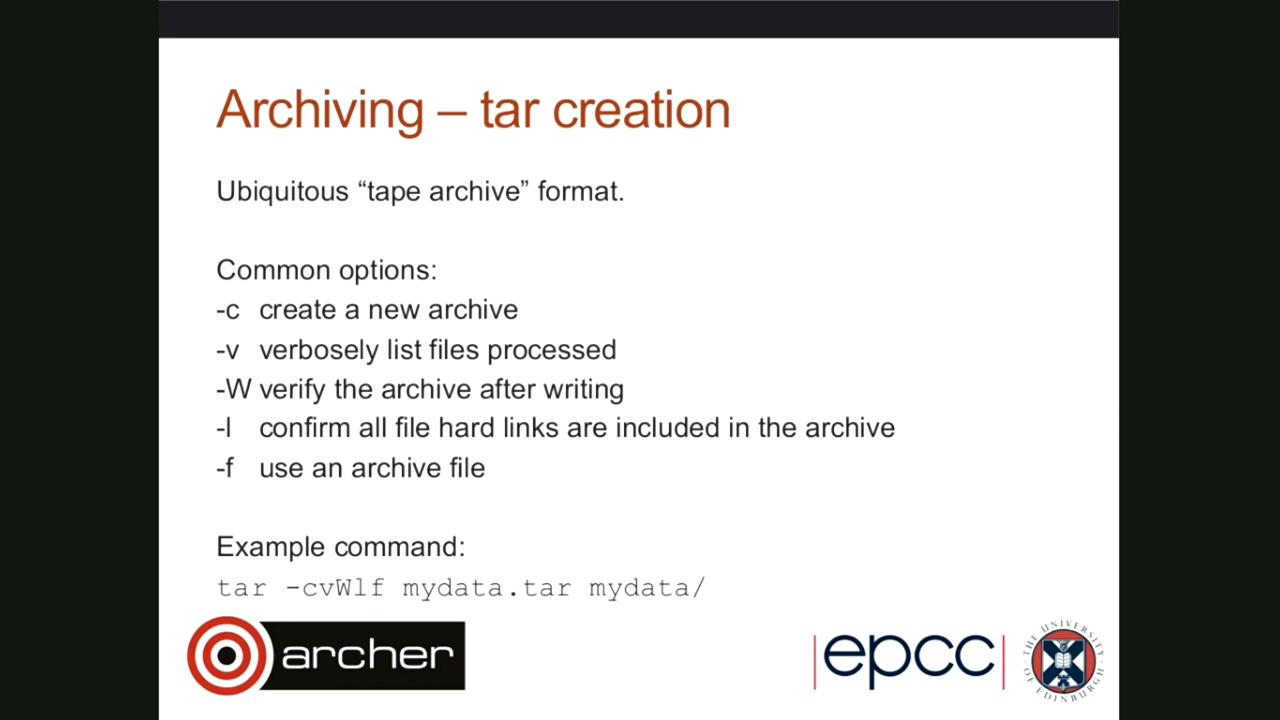 Archiving – tar creation
Ubiquitous “tape archive” format.
Common options:
-c create a new archive
-v verbosely list files processed
-W verify the archive after writing
-l confirm all file hard links are included in the archive
-f use an archive file
Example command:
tar -cvWlf mydata.tar mydata/
archer
epcc
THE UNIVERSITY OF EDINBURGH